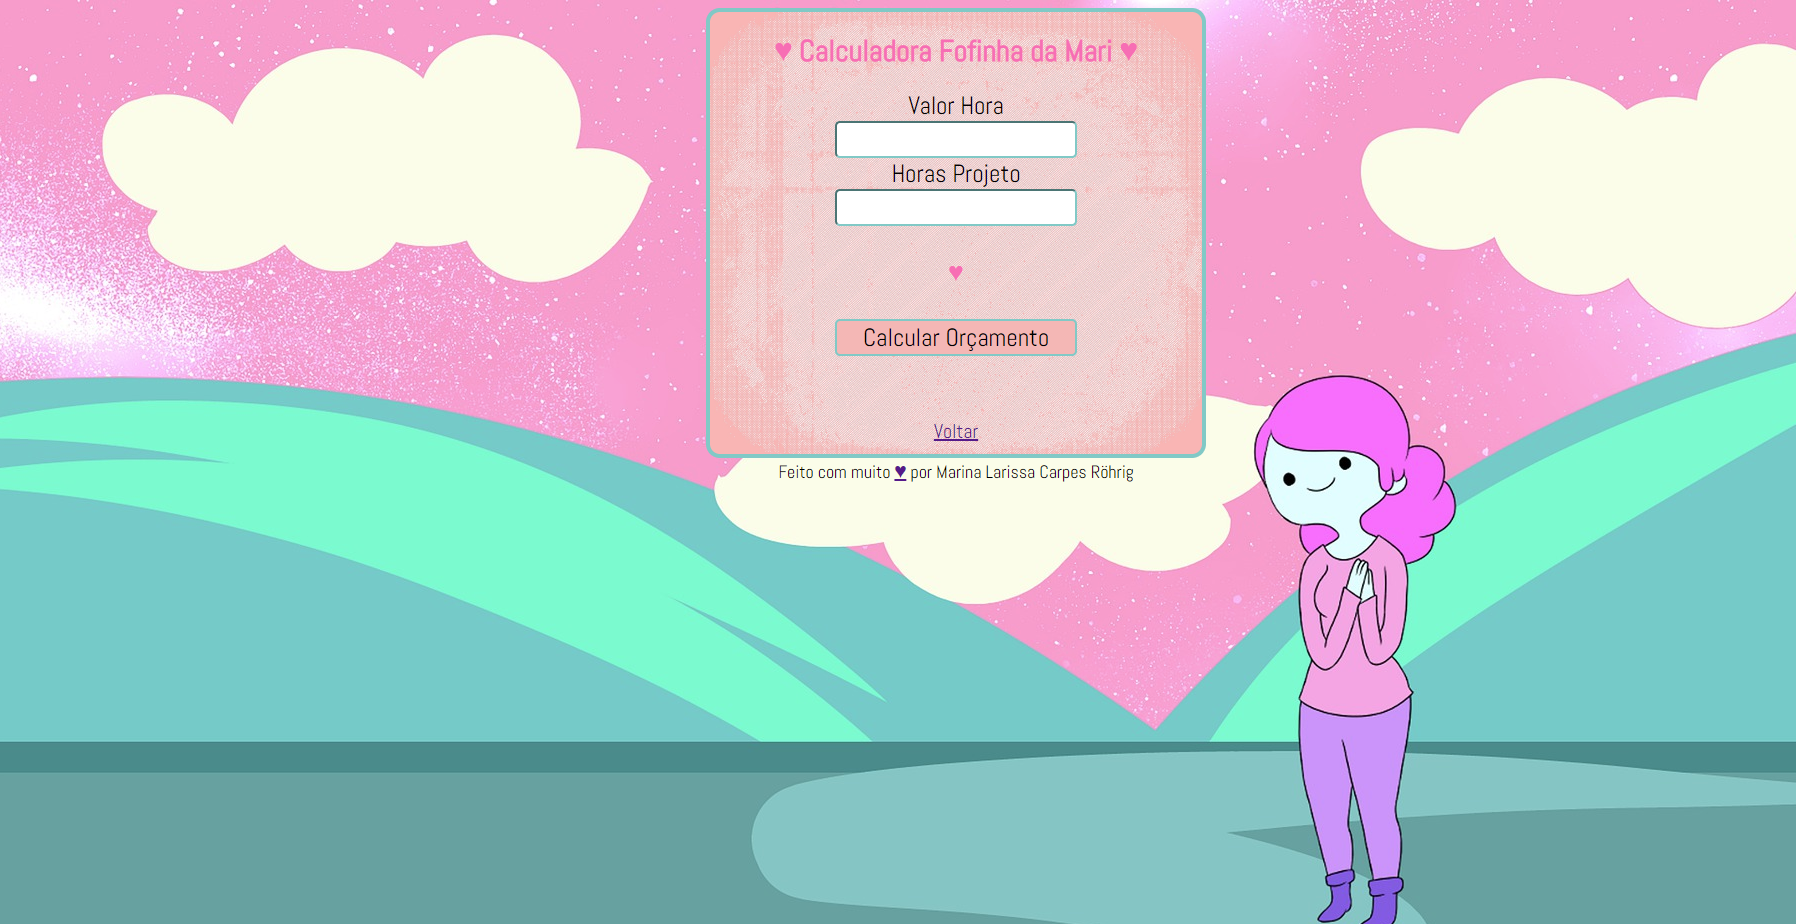 ♥ Calculadora Fofinha da Mari ♥
Valor Hora
Horas Projeto
♥
Calcular Orçamento
Voltar
Feito com muito ♥ por Marina Larissa Carpes Röhrig